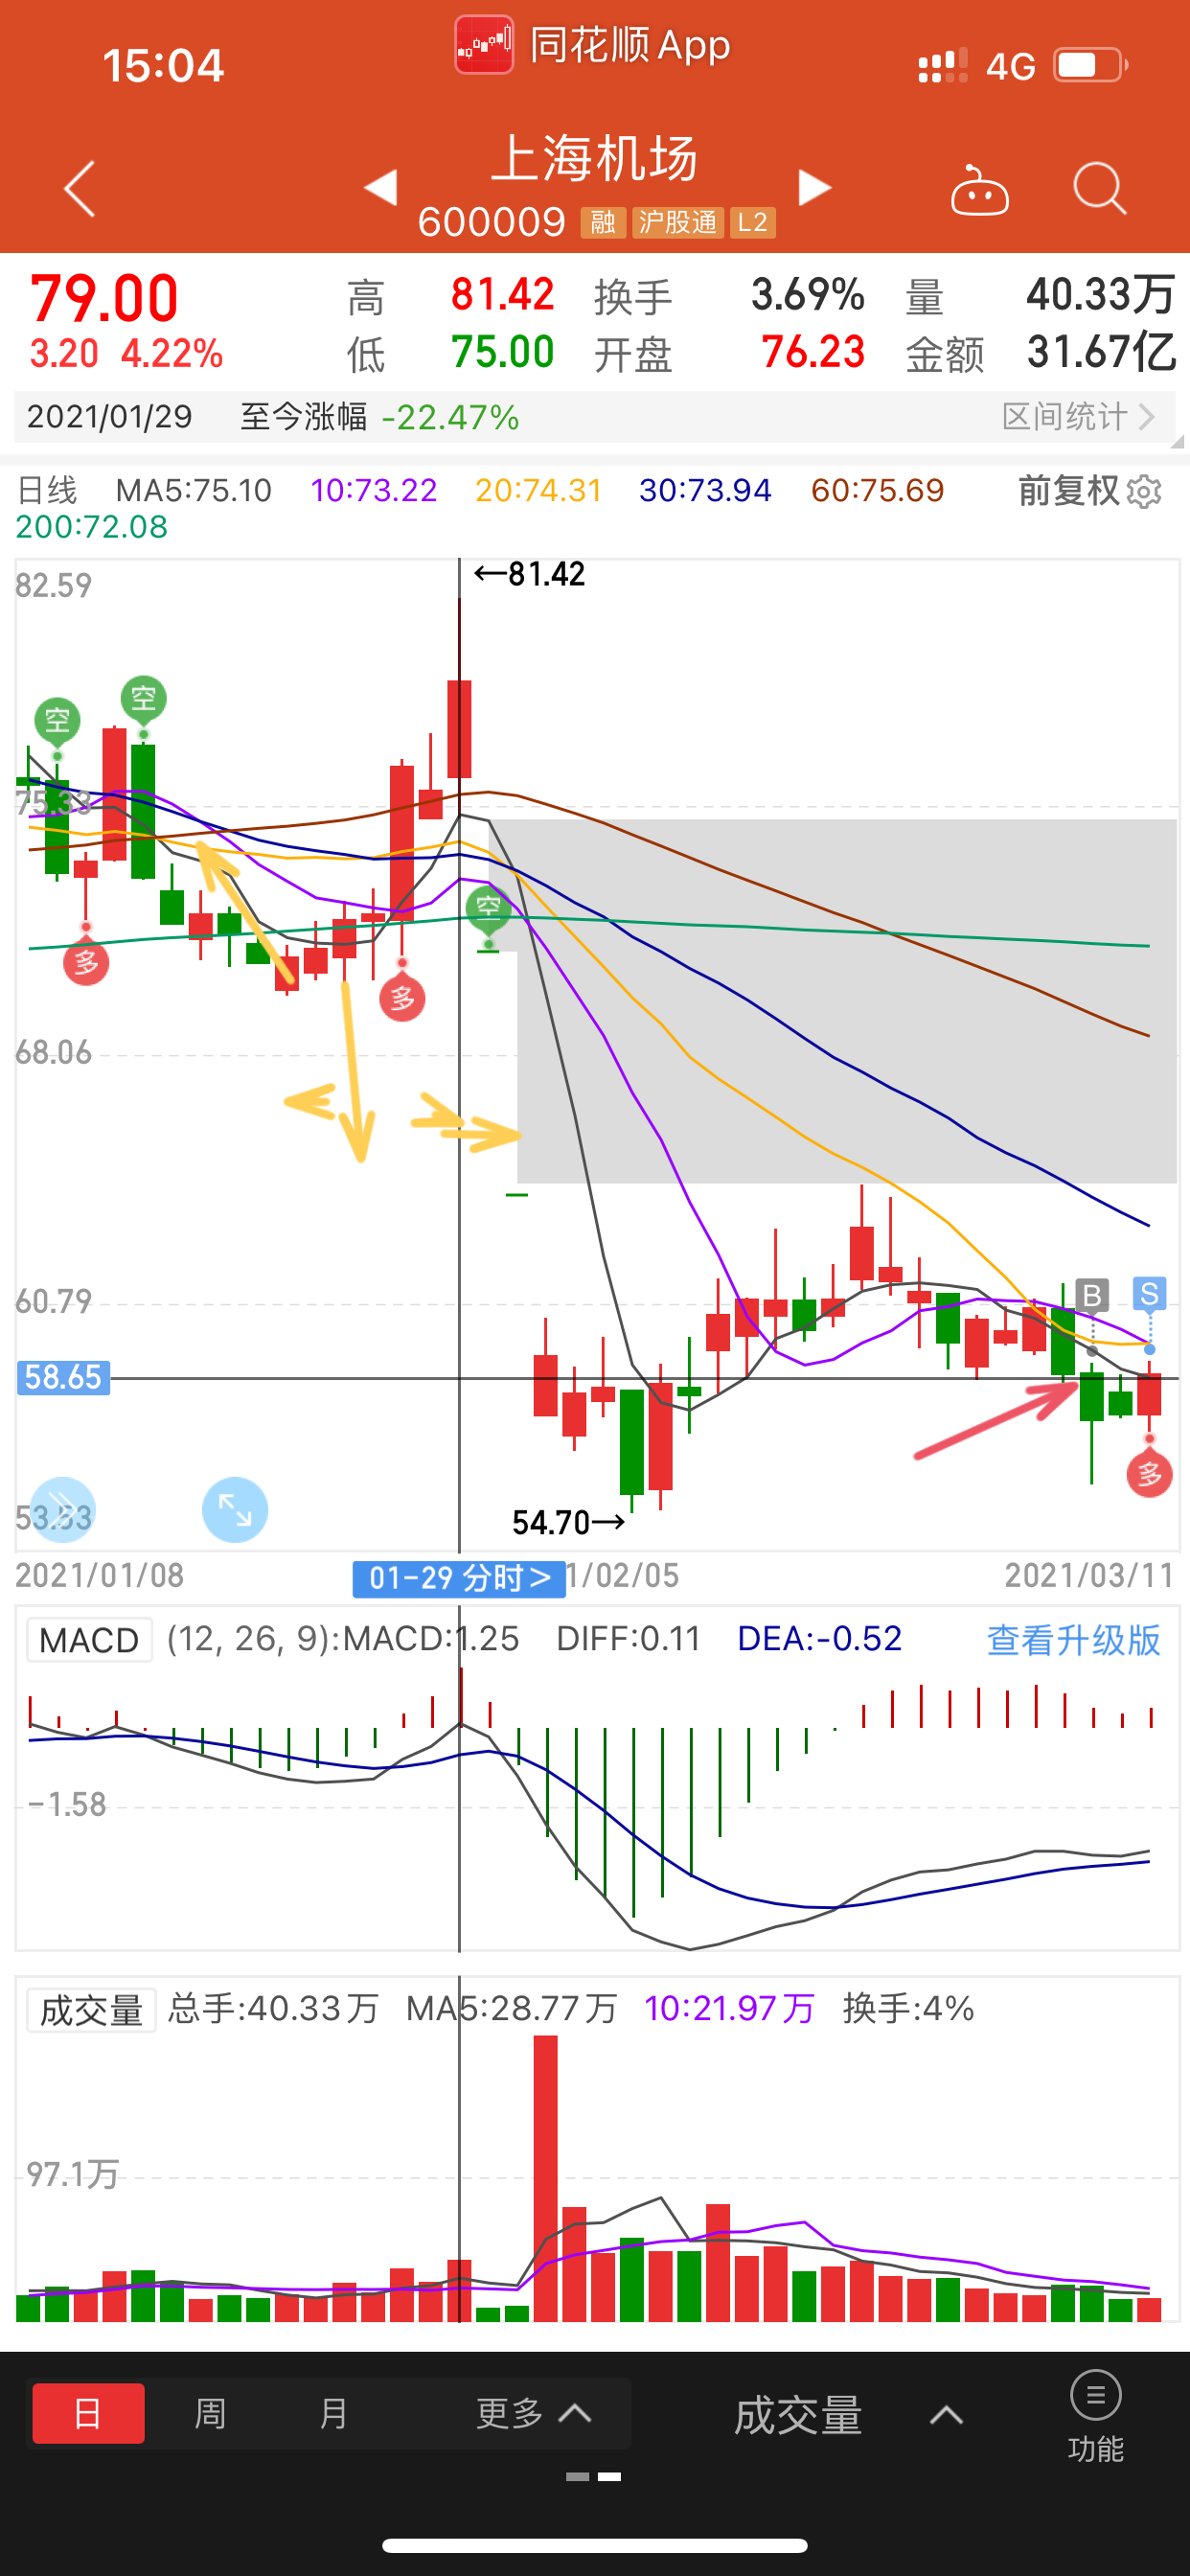 15:04
同花顺App
4G
上海机场
600009 融 沪股通 L2
79.00 高 81.42 换手 3.69% 量 40.33万
3.20 4.22% 低 75.00 开盘 76.23 金额 31.67亿
2021/01/29 至今涨幅 -22.47% 区间统计
日线 MA5:75.10 10:73.22 20:74.31 30:73.94 60:75.69 前复权
200:72.08
←81.42
82.59
空
空
75.33
空
多
多
68.06
60.79
B
S
58.65
多
53.53
54.70→
2021/01/08 01-29 分时> 1/02/05 2021/03/11
MACD (12, 26, 9):MACD:1.25 DIFF:0.11 DEA:-0.52 查看升级版
-1.58
成交量 总手:40.33万 MA5:28.77万 10:21.97万 换手:4%
97.1万
日 周 月 更多 成交量 功能